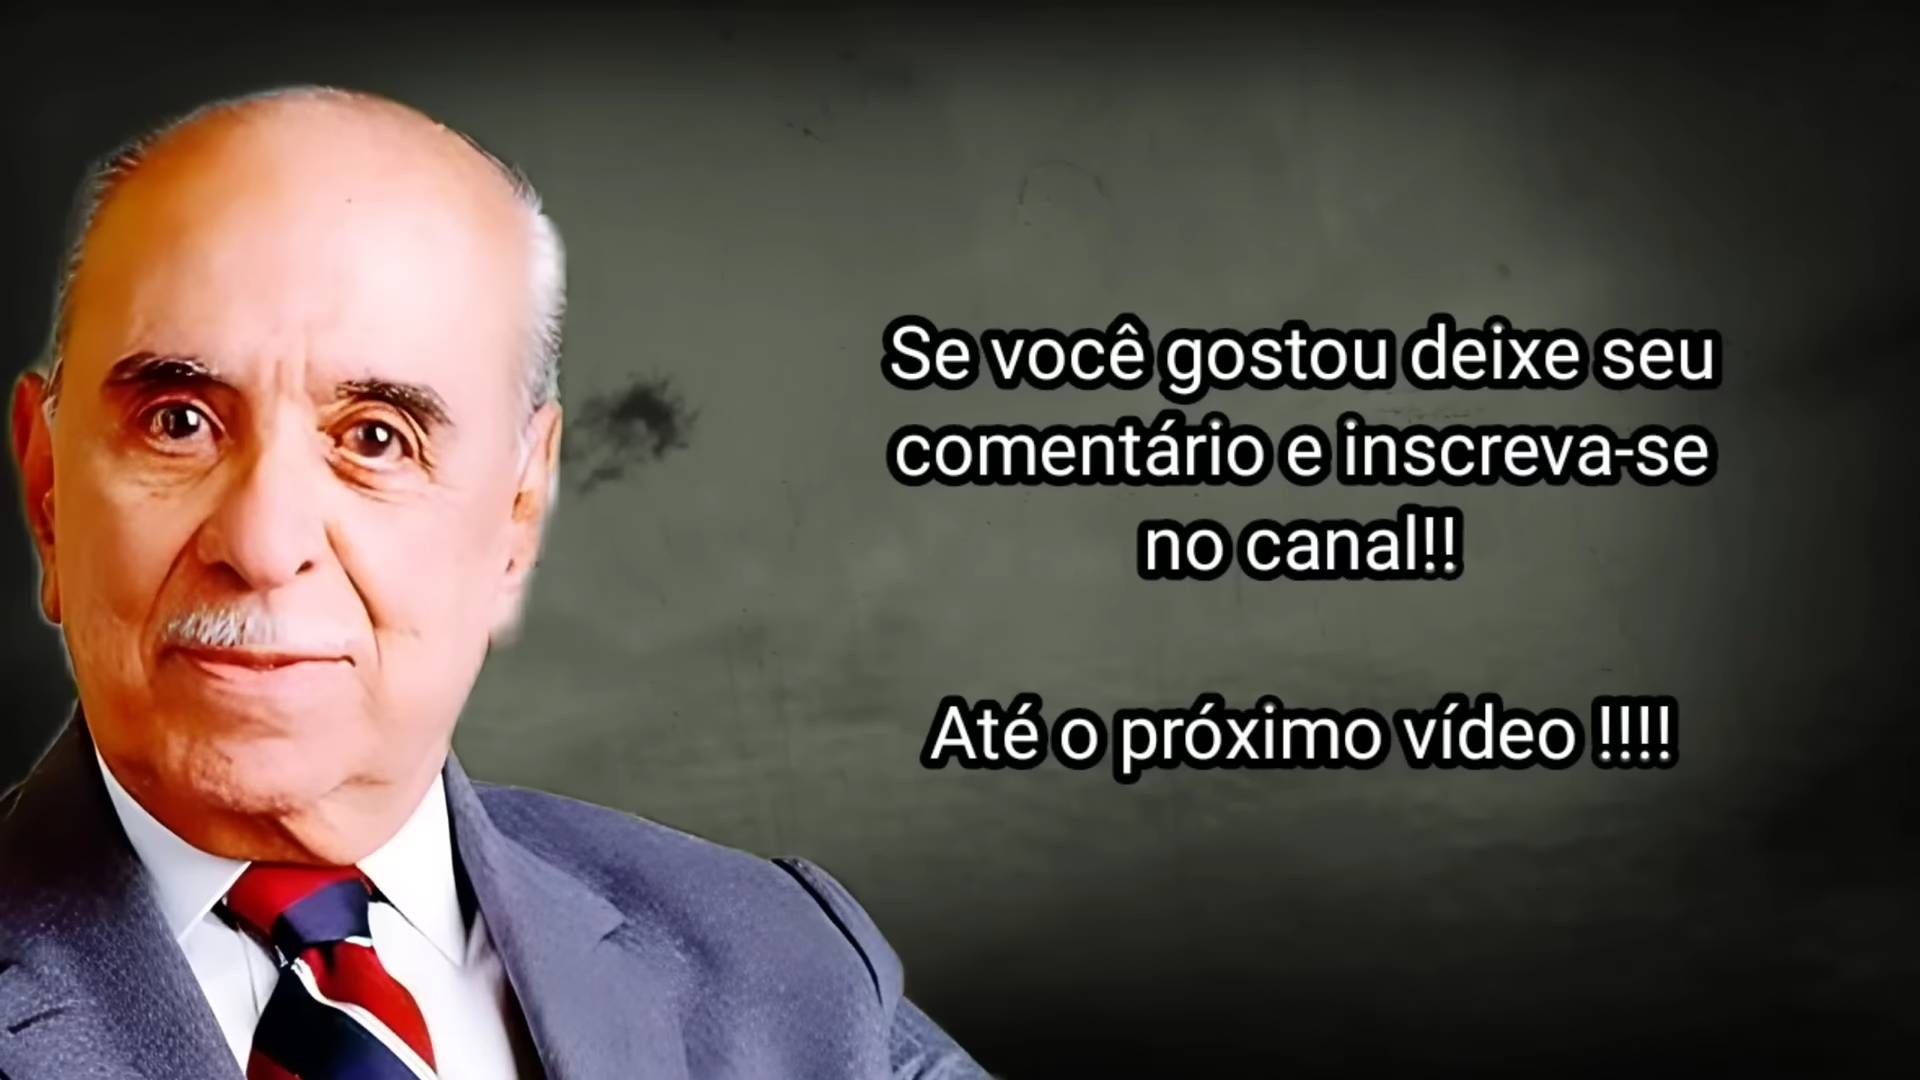 Se você gostou deixe seu
comentário e inscreva-se
no canal!!
Até o próximo vídeo !!!!